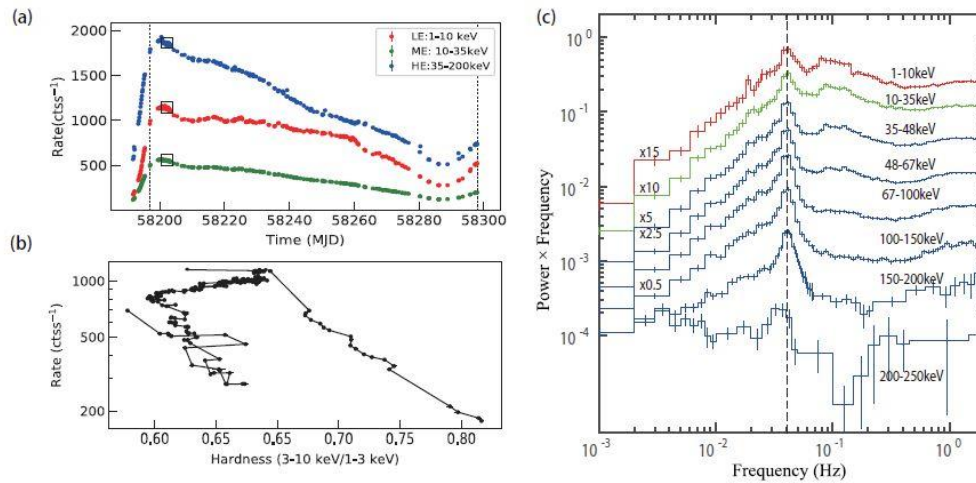 (a)
2000
1500
1000
500
Rate(ctss⁻¹)
LE:1-10 keV
ME: 10-35keV
HE:35-200keV
58200 58220 58240 58260 58280 58300
Time (MJD)
(b)
1000
500
200
Rate (ctss⁻¹)
0.60 0.65 0.65 0.70 0.75 0.80
Hardness (3-10 keV/1-3 keV)
(c)
10⁰
10⁻¹
10⁻²
10⁻³
10⁻⁴
Power × Frequency
1-10keV
10-35keV
35-48keV
48-67keV
67-100keV
100-150keV
150-200keV
200-250keV
x15
x10
x5
x2.5
x0.5
10⁻³ 10⁻² 10⁻¹ 10⁰
Frequency (Hz)